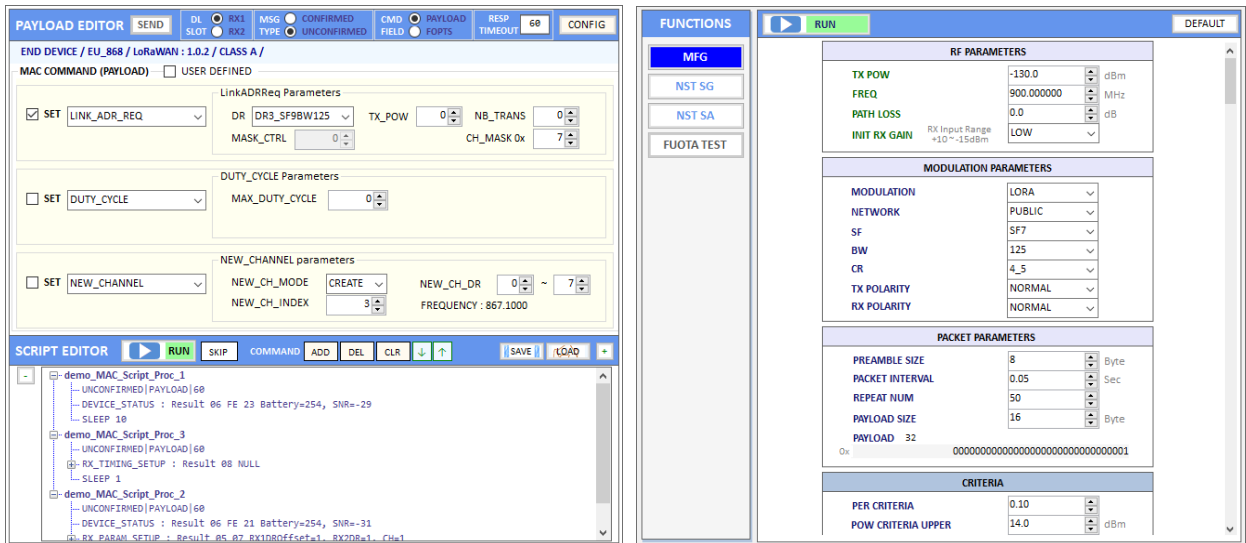 PAYLOAD EDITOR SEND DL SLOT RX1 RX2 MSG TYPE CONFIRMED UNCONFIRMED CMD FIELD PAYLOAD FOPTS RESP TIMEOUT 60 CONFIG
END DEVICE / EU_868 / LoRaWAN : 1.0.2 / CLASS A /
MAC COMMAND (PAYLOAD) USER DEFINED
LinkADRReq Parameters
SET LINK_ADR_REQ DR DR3_SF9BW125 TX_POW 0 NB_TRANS 0
MASK_CTRL 0 CH_MASK 0x 7
DUTY_CYCLE Parameters
SET DUTY_CYCLE MAX_DUTY_CYCLE 0
NEW_CHANNEL parameters
SET NEW_CHANNEL NEW_CH_MODE CREATE NEW_CH_DR 0 ~ 7
NEW_CH_INDEX 3 FREQUENCY : 867.1000
SCRIPT EDITOR RUN SKIP COMMAND ADD DEL CLR ↓ ↑ SAVE LOAD +
- demo_MAC_Script_Proc_1
UNCONFIRMED|PAYLOAD|60
DEVICE_STATUS : Result 06 FE 23 Battery=254, SNR=-29
SLEEP 10
demo_MAC_Script_Proc_3
UNCONFIRMED|PAYLOAD|60
RX_TIMING_SETUP : Result 08 NULL
SLEEP 1
demo_MAC_Script_Proc_2
UNCONFIRMED|PAYLOAD|60
DEVICE_STATUS : Result 06 FE 21 Battery=254, SNR=-31
RX_PARAM_SETUP : Result 05 07 RX1DROffset=1, RX2DR=1, CH=1
FUNCTIONS
MFG
NST SG
NST SA
FUOTA TEST
RUN DEFAULT
RF PARAMETERS
TX POW -130.0 dBm
FREQ 900.000000 MHz
PATH LOSS 0.0 dB
INIT RX GAIN RX Input Range +10 ~ -15dBm LOW
MODULATION PARAMETERS
MODULATION LORA
NETWORK PUBLIC
SF SF7
BW 125
CR 4_5
TX POLARITY NORMAL
RX POLARITY NORMAL
PACKET PARAMETERS
PREAMBLE SIZE 8 Byte
PACKET INTERVAL 0.05 Sec
REPEAT NUM 50
PAYLOAD SIZE 16 Byte
PAYLOAD 32
0x 00000000000000000000000000000001
CRITERIA
PER CRITERIA 0.10
POW CRITERIA UPPER 14.0 dBm